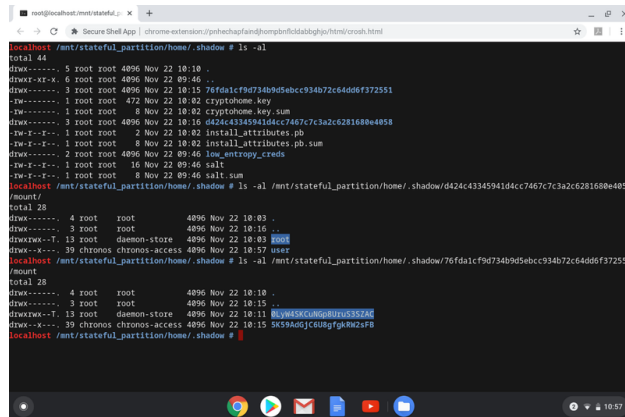 root@localhost:/mnt/stateful_p
Secure Shell App | chrome-extension://pnhechapfaindjhompbnflcldabbghjo/html/crosh.html
localhost /mnt/stateful_partition/home/.shadow # ls -al
total 44
drwx------. 5 root root 4096 Nov 22 10:10 .
drwxr-xr-x. 6 root root 4096 Nov 22 09:46 ..
drwx------. 3 root root 4096 Nov 22 10:15 76fda1cf9d734b9d5ebcc934b72c64dd6f372551
-rw-------. 1 root root 472 Nov 22 10:02 cryptohome.key
-rw-------. 1 root root 8 Nov 22 10:02 cryptohome.key.sum
drwx------. 3 root root 4096 Nov 22 10:16 d424c43345941d4cc7467c7c3a2c6281680e4058
-rw-r--r--. 1 root root 2 Nov 22 10:02 install_attributes.pb
-rw-r--r--. 1 root root 8 Nov 22 10:02 install_attributes.pb.sum
drwx------. 2 root root 4096 Nov 22 09:46 low_entropy_creds
-rw-r--r--. 1 root root 16 Nov 22 09:46 salt
-rw-r--r--. 1 root root 8 Nov 22 09:46 salt.sum
localhost /mnt/stateful_partition/home/.shadow # ls -al /mnt/stateful_partition/home/.shadow/d424c43345941d4cc7467c7c3a2c6281680e405
/mount/
total 28
drwx------. 4 root root 4096 Nov 22 10:03 .
drwx------. 3 root root 4096 Nov 22 10:16 ..
drwxrwx--T. 13 root daemon-store 4096 Nov 22 10:03 root
drwx--x---. 39 chronos chronos-access 4096 Nov 22 10:57 user
localhost /mnt/stateful_partition/home/.shadow # ls -al /mnt/stateful_partition/home/.shadow/76fda1cf9d734b9d5ebcc934b72c64dd6f37255
/mount
total 28
drwx------. 4 root root 4096 Nov 22 10:10 .
drwx------. 3 root root 4096 Nov 22 10:15 ..
drwxrwx--T. 13 root daemon-store 4096 Nov 22 10:11 0LyW4SKCuNGp8UruS3SZAC
drwx--x---. 39 chronos chronos-access 4096 Nov 22 10:15 5K59AdGjC6U8gfgkRW2sFB
localhost /mnt/stateful_partition/home/.shadow #
2 10:57